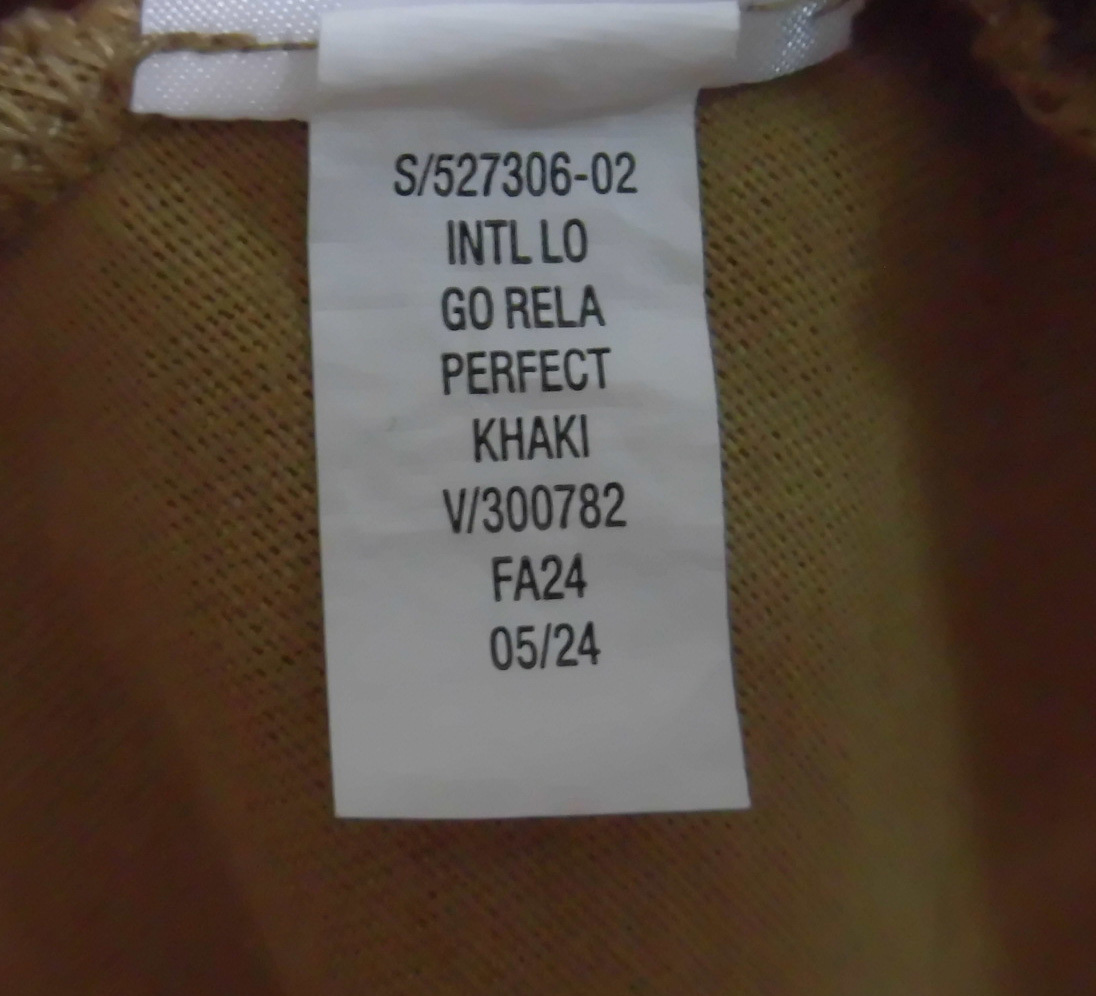 S/527306-02
INTL LO
GO RELA
PERFECT
KHAKI
V/300782
FA24
05/24